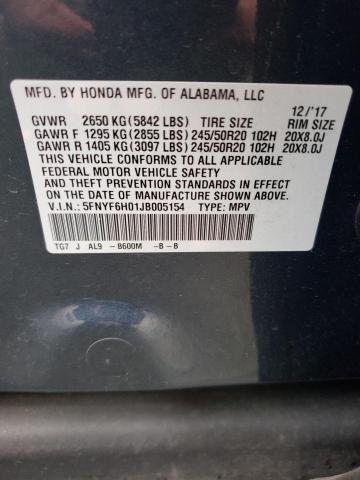 MFD. BY HONDA MFG. OF ALABAMA, LLC
12/'17
GVWR 2650 KG(5842 LBS) TIRE SIZE RIM SIZE
GAWR F 1295 KG(2855 LBS) 245/50R20 102H 20X8.0J
GAWR R 1405 KG(3097 LBS) 245/50R20 102H 20X8.0J
THIS VEHICLE CONFORMS TO ALL APPLICABLE
FEDERAL MOTOR VEHICLE SAFETY
AND THEFT PREVENTION STANDARDS IN EFFECT
ON THE DATE OF MANUFACTURE SHOWN ABOVE.
V.I.N.: 5FNYF6H01JB005154 TYPE: MPV
TG7 J AL9 - B600M -B-B